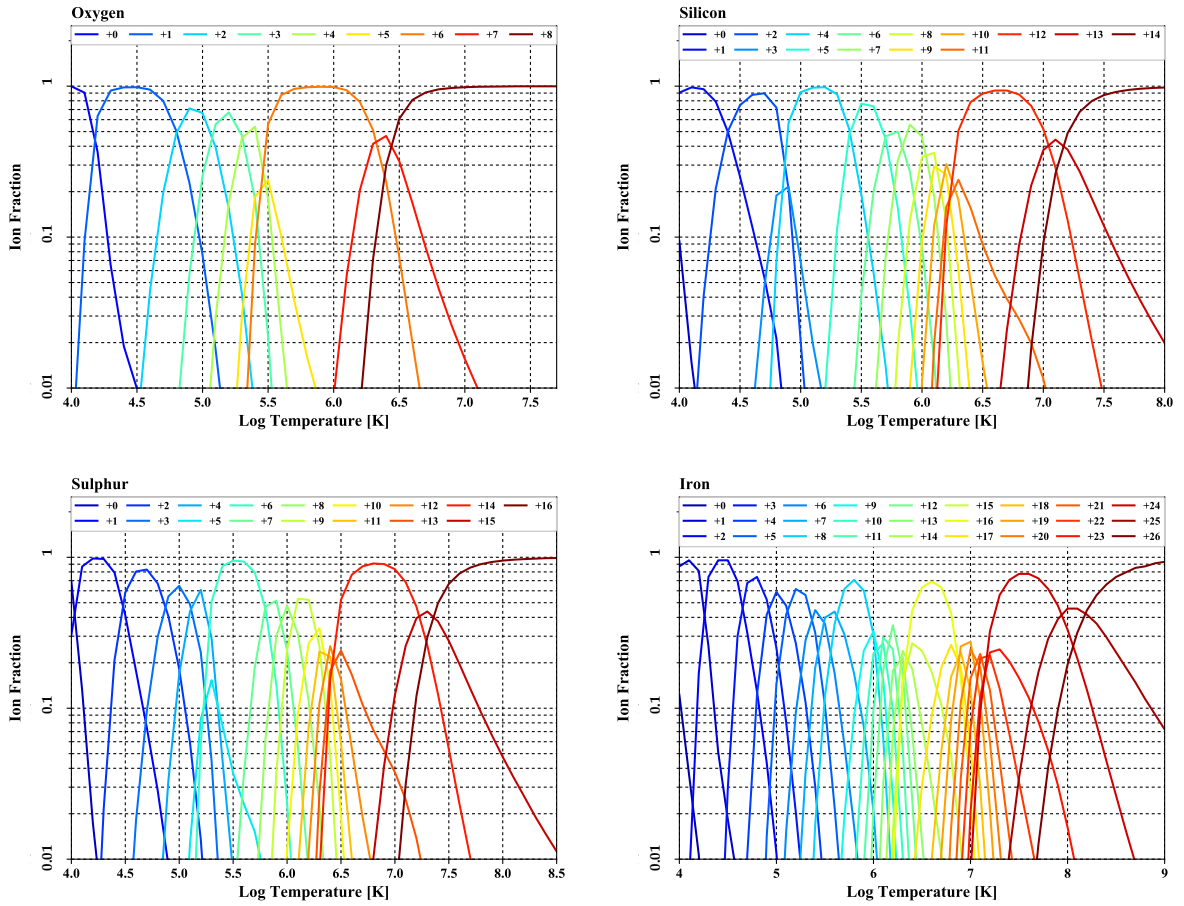 Oxygen
+0 +1 +2 +3 +4 +5 +6 +7 +8
1
0.1
0.01
Ion Fraction
4.0 4.5 5.0 5.5 6.0 6.5 7.0 7.5
Log Temperature [K]
Silicon
+0 +2 +4 +6 +8 +10 +12 +13 +14
+1 +3 +5 +7 +9 +11
1
0.1
0.01
Ion Fraction
4.0 4.5 5.0 5.5 6.0 6.5 7.0 7.5 8.0
Log Temperature [K]
Sulphur
+0 +2 +4 +6 +8 +10 +12 +14 +16
+1 +3 +5 +7 +9 +11 +13 +15
1
0.1
0.01
Ion Fraction
4.0 4.5 5.0 5.5 6.0 6.5 7.0 7.5 8.0 8.5
Log Temperature [K]
Iron
+0 +3 +6 +9 +12 +15 +18 +21 +24
+1 +4 +7 +10 +13 +16 +19 +22 +25
+2 +5 +8 +11 +14 +17 +20 +23 +26
1
0.1
0.01
Ion Fraction
4 5 6 7 8 9
Log Temperature [K]